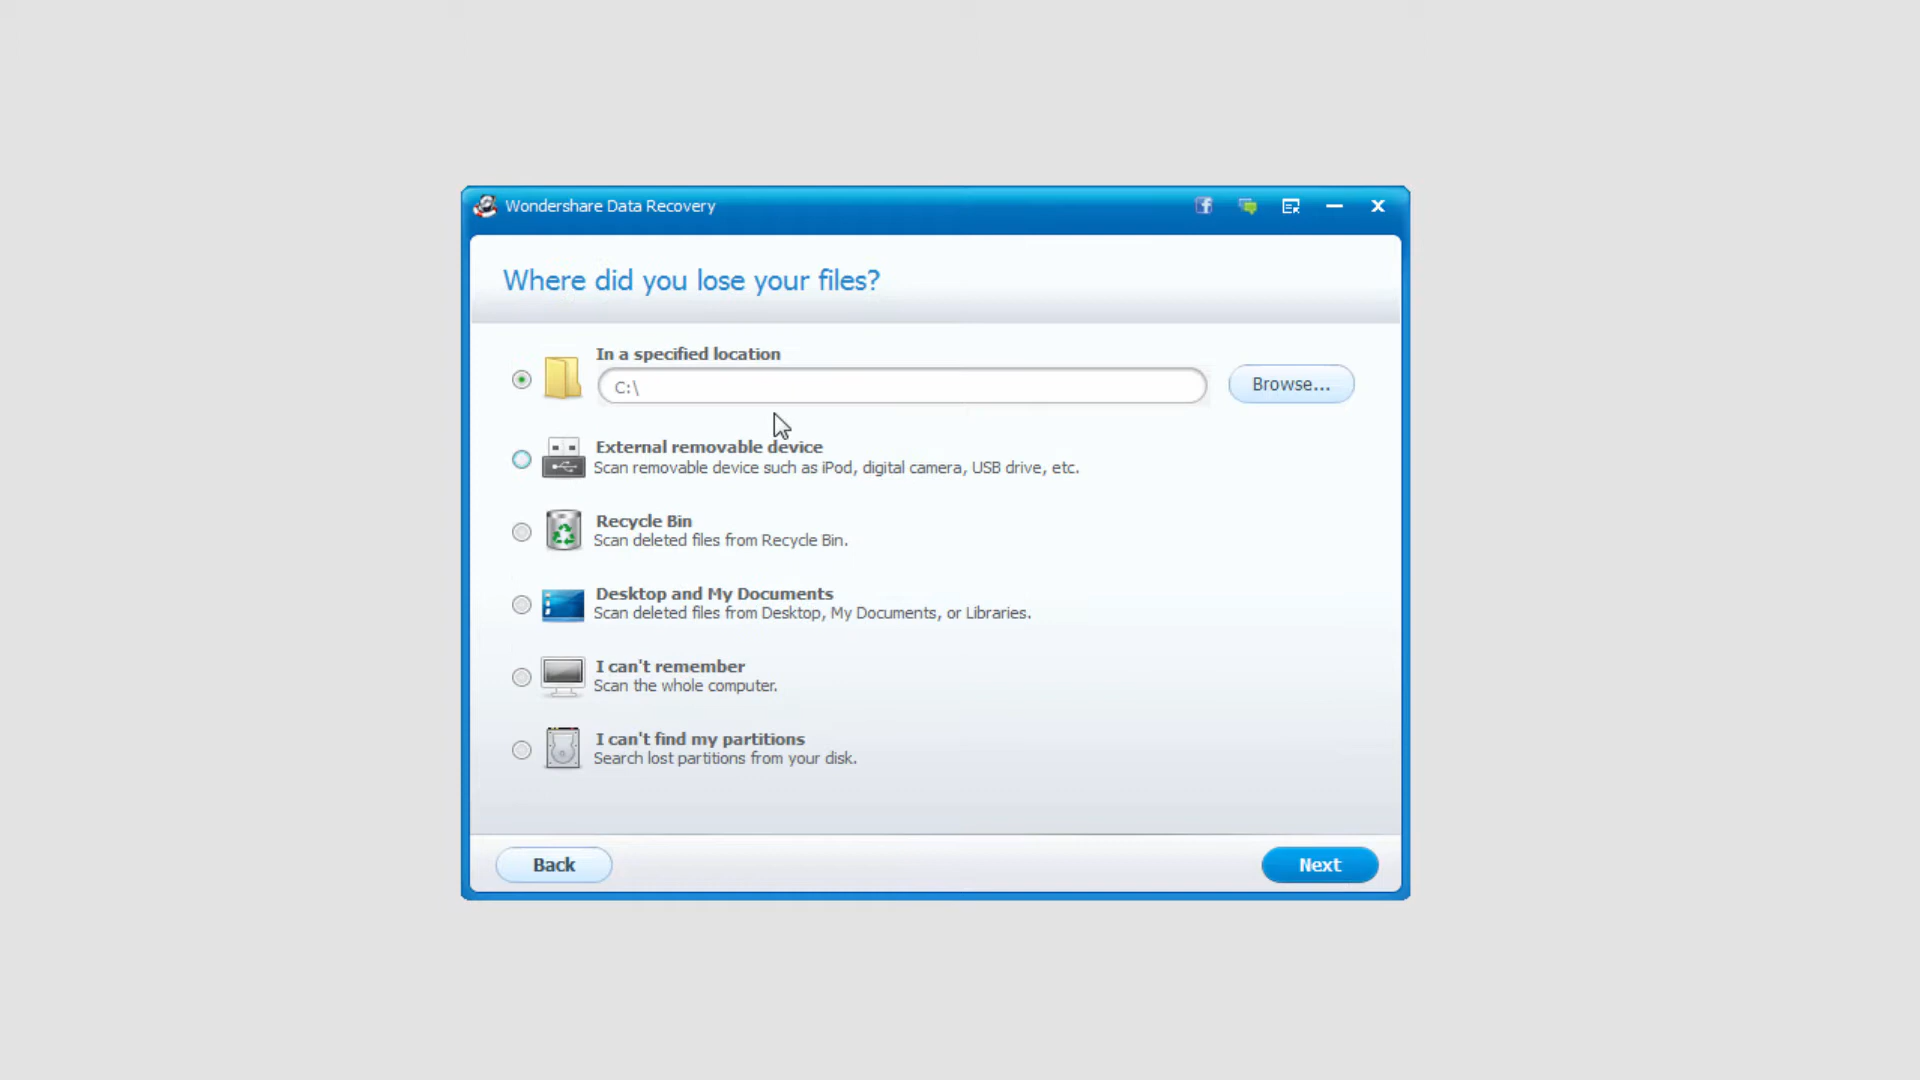 Wondershare Data Recovery
Where did you lose your files?
In a specified location
C:\
Browse...
External removable device
Scan removable device such as iPod, digital camera, USB drive, etc.
Recycle Bin
Scan deleted files from Recycle Bin.
Desktop and My Documents
Scan deleted files from Desktop, My Documents, or Libraries.
I can't remember
Scan the whole computer.
I can't find my partitions
Search lost partitions from your disk.
Back
Next